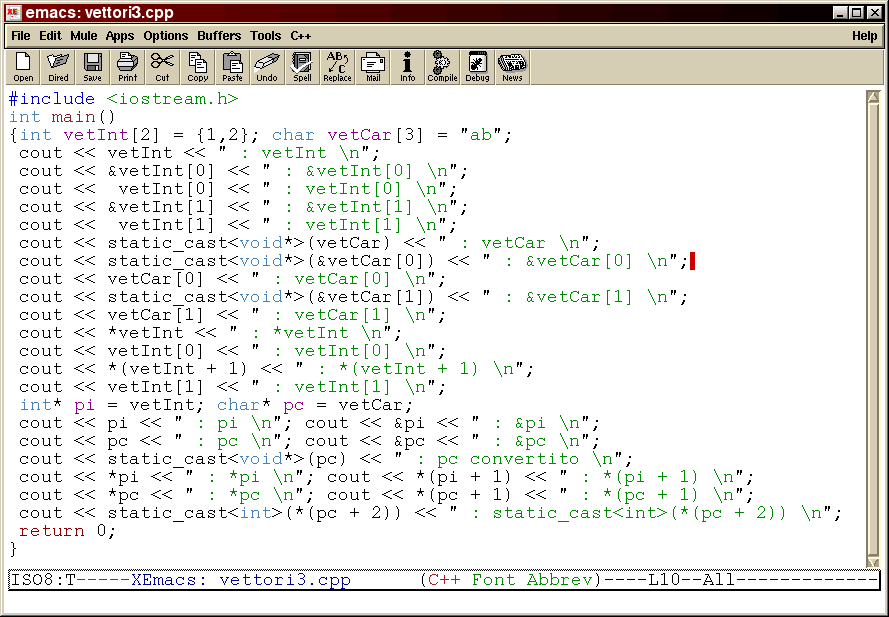 emacs: vettori3.cpp
File Edit Mule Apps Options Buffers Tools C++ Help
Open Dired Save Print Cut Copy Paste Undo Spell Replace Mail Info Compile Debug News
#include <iostream.h>
int main()
{int vetInt[2] = {1,2}; char vetCar[3] = "ab";
 cout << vetInt << " : vetInt \n";
 cout << &vetInt[0] << " : &vetInt[0] \n";
 cout <<  vetInt[0] << " : vetInt[0] \n";
 cout << &vetInt[1] << " : &vetInt[1] \n";
 cout <<  vetInt[1] << " : vetInt[1] \n";
 cout << static_cast<void*>(vetCar) << " : vetCar \n";
 cout << static_cast<void*>(&vetCar[0]) << " : &vetCar[0] \n";
 cout << vetCar[0] << " : vetCar[0] \n";
 cout << static_cast<void*>(&vetCar[1]) << " : &vetCar[1] \n";
 cout << vetCar[1] << " : vetCar[1] \n";
 cout << *vetInt << " : *vetInt \n";
 cout << vetInt[0] << " : vetInt[0] \n";
 cout << *(vetInt + 1) << " : *(vetInt + 1) \n";
 cout << vetInt[1] << " : vetInt[1] \n";
 int* pi = vetInt; char* pc = vetCar;
 cout << pi << " : pi \n"; cout << &pi << " : &pi \n";
 cout << pc << " : pc \n"; cout << &pc << " : &pc \n";
 cout << static_cast<void*>(pc) << " : pc convertito \n";
 cout << *pi << " : *pi \n"; cout << *(pi + 1) << " : *(pi + 1) \n";
 cout << *pc << " : *pc \n"; cout << *(pc + 1) << " : *(pc + 1) \n";
 cout << static_cast<int>(*(pc + 2)) << " : static_cast<int>(*(pc + 2)) \n";
 return 0;
}
ISO8:T-----XEmacs: vettori3.cpp (C++ Font Abbrev)----L10--All-------------